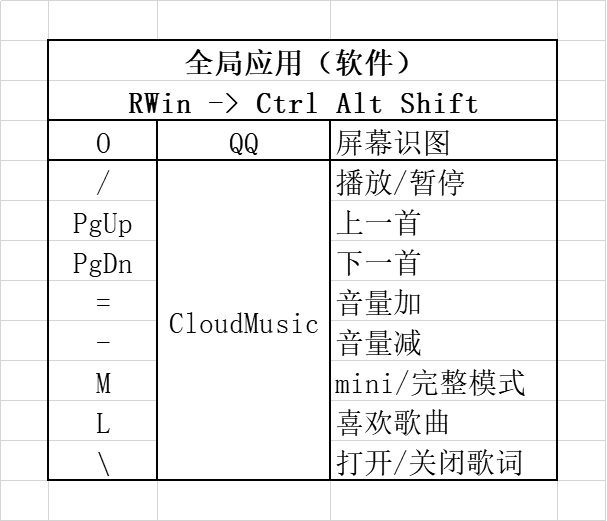 全局应用（软件）
RWin -> Ctrl Alt Shift
O QQ 屏幕识图
/ 播放/暂停
PgUp 上一首
PgDn 下一首
= 音量加
CloudMusic
- 音量减
M mini/完整模式
L 喜欢歌曲
\ 打开/关闭歌词